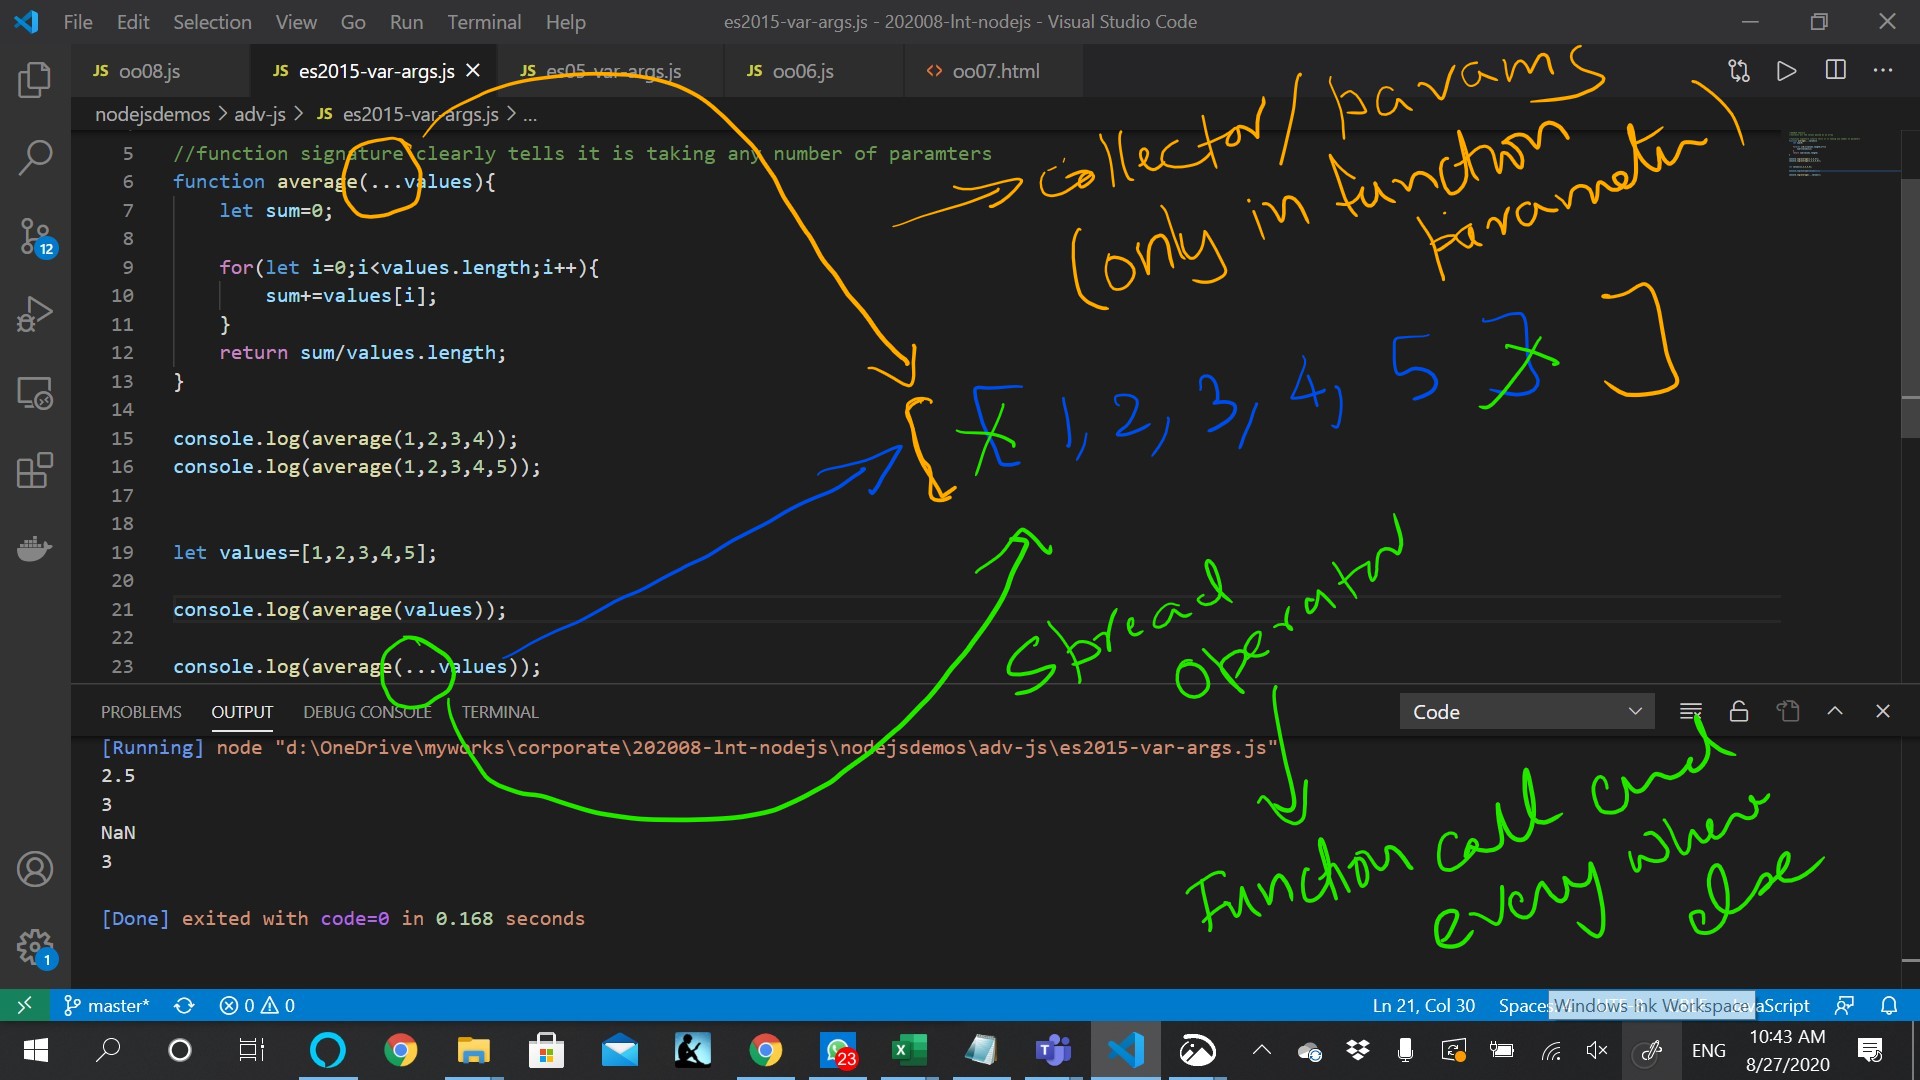 File Edit Selection View Go Run Terminal Help es2015-var-args.js - 202008-lnt-nodejs - Visual Studio Code
JS oo08.js JS es2015-var-args.js JS es05-var-args.js JS oo06.js <> oo07.html
nodejsdemos > adv-js > JS es2015-var-args.js > ...
5 //function signature clearly tells it is taking any number of paramters
6 function average(...values){
7 let sum=0;
8
9 for(let i=0;i<values.length;i++){
10 sum+=values[i];
11 }
12 return sum/values.length;
13 }
14
15 console.log(average(1,2,3,4));
16 console.log(average(1,2,3,4,5));
17
18
19 let values=[1,2,3,4,5];
20
21 console.log(average(values));
22
23 console.log(average(...values));
Collector/params
(only in function
parameter)
[ [ 1, 2, 3, 4, 5 ] ]
Spread
operator
Function call and
every where
else
PROBLEMS OUTPUT DEBUG CONSOLE TERMINAL Code
[Running] node "d:\OneDrive\myworks\corporate\202008-lnt-nodejs\nodejsdemos\adv-js\es2015-var-args.js"
2.5
3
NaN
3
[Done] exited with code=0 in 0.168 seconds
12
1
master* 0 0 Ln 21, Col 30 Spaces Windows Ink Workspace JavaScript
23 ENG 10:43 AM
8/27/2020